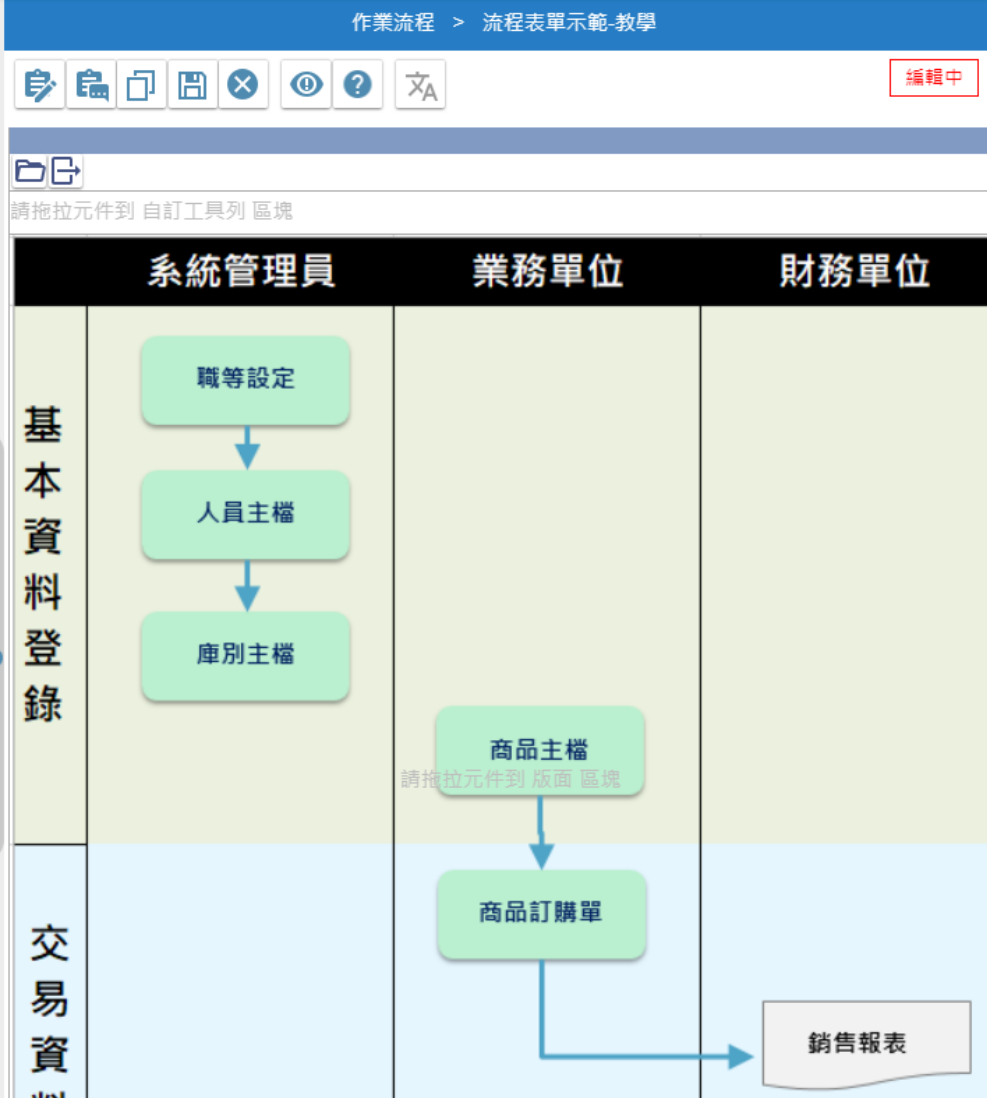 作業流程 > 流程表單示範-教學
編輯中
請拖拉元件到 自訂工具列 區塊
系統管理員
業務單位
財務單位
基本資料登錄
職等設定
人員主檔
庫別主檔
商品主檔
請拖拉元件到 版面 區塊
交易資料
商品訂購單
銷售報表